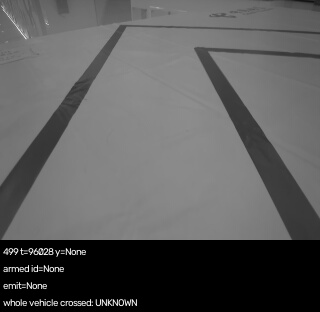 499 t=96028 y=None
armed id=None
emit=None
whole vehicle crossed: UNKNOWN